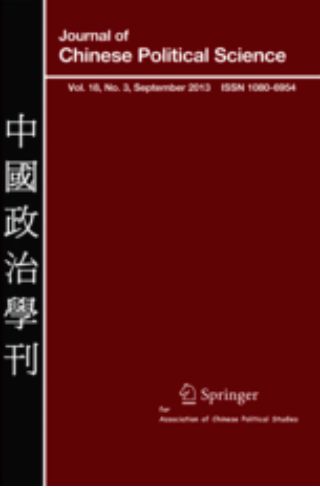 Journal of
Chinese Political Science
Vol. 18, No. 3, September 2013 ISSN 1080-6954
中國政治學刊
Springer
for
Association of Chinese Political Studies